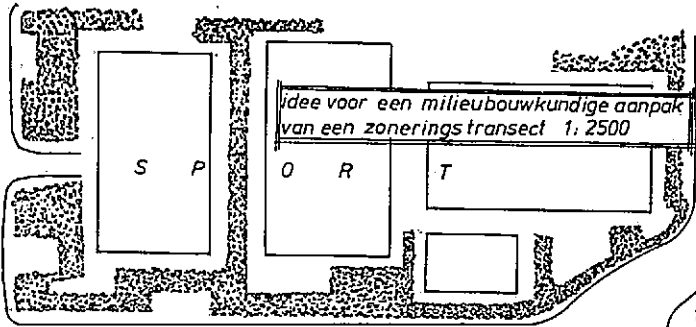 idee voor een milieubouwkundige aanpak
van een zonerings transect 1: 2500
S P O R T